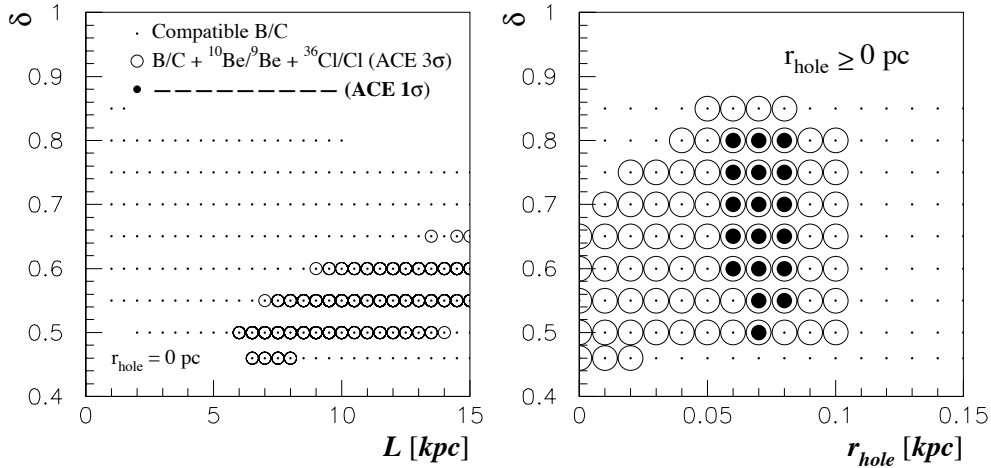 δ
1
0.9
0.8
0.7
0.6
0.5
0.4
Compatible B/C
B/C + ¹⁰Be/⁹Be + ³⁶Cl/Cl (ACE 3σ)
— — — — — — — — — (ACE 1σ)
r_hole = 0 pc
0 5 10 15
L [kpc]
δ
1
0.9
0.8
0.7
0.6
0.5
0.4
r_hole ≥ 0 pc
0 0.05 0.1 0.15
r_hole [kpc]